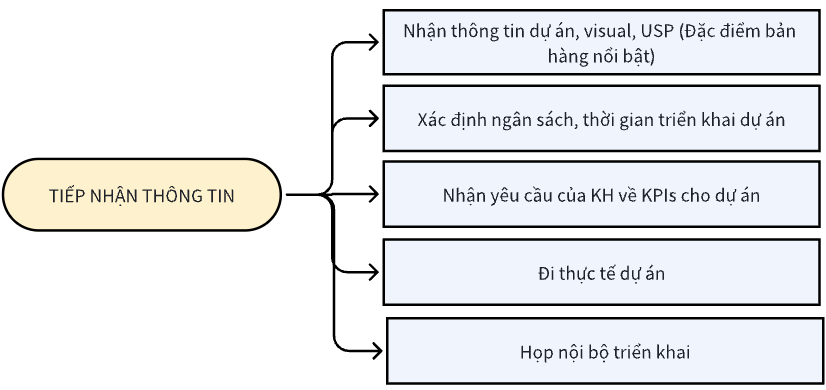 Nhận thông tin dự án, visual, USP (Đặc điểm bản
hàng nổi bật)
Xác định ngân sách, thời gian triển khai dự án
TIẾP NHẬN THÔNG TIN
Nhận yêu cầu của KH về KPIs cho dự án
Đi thực tế dự án
Họp nội bộ triển khai